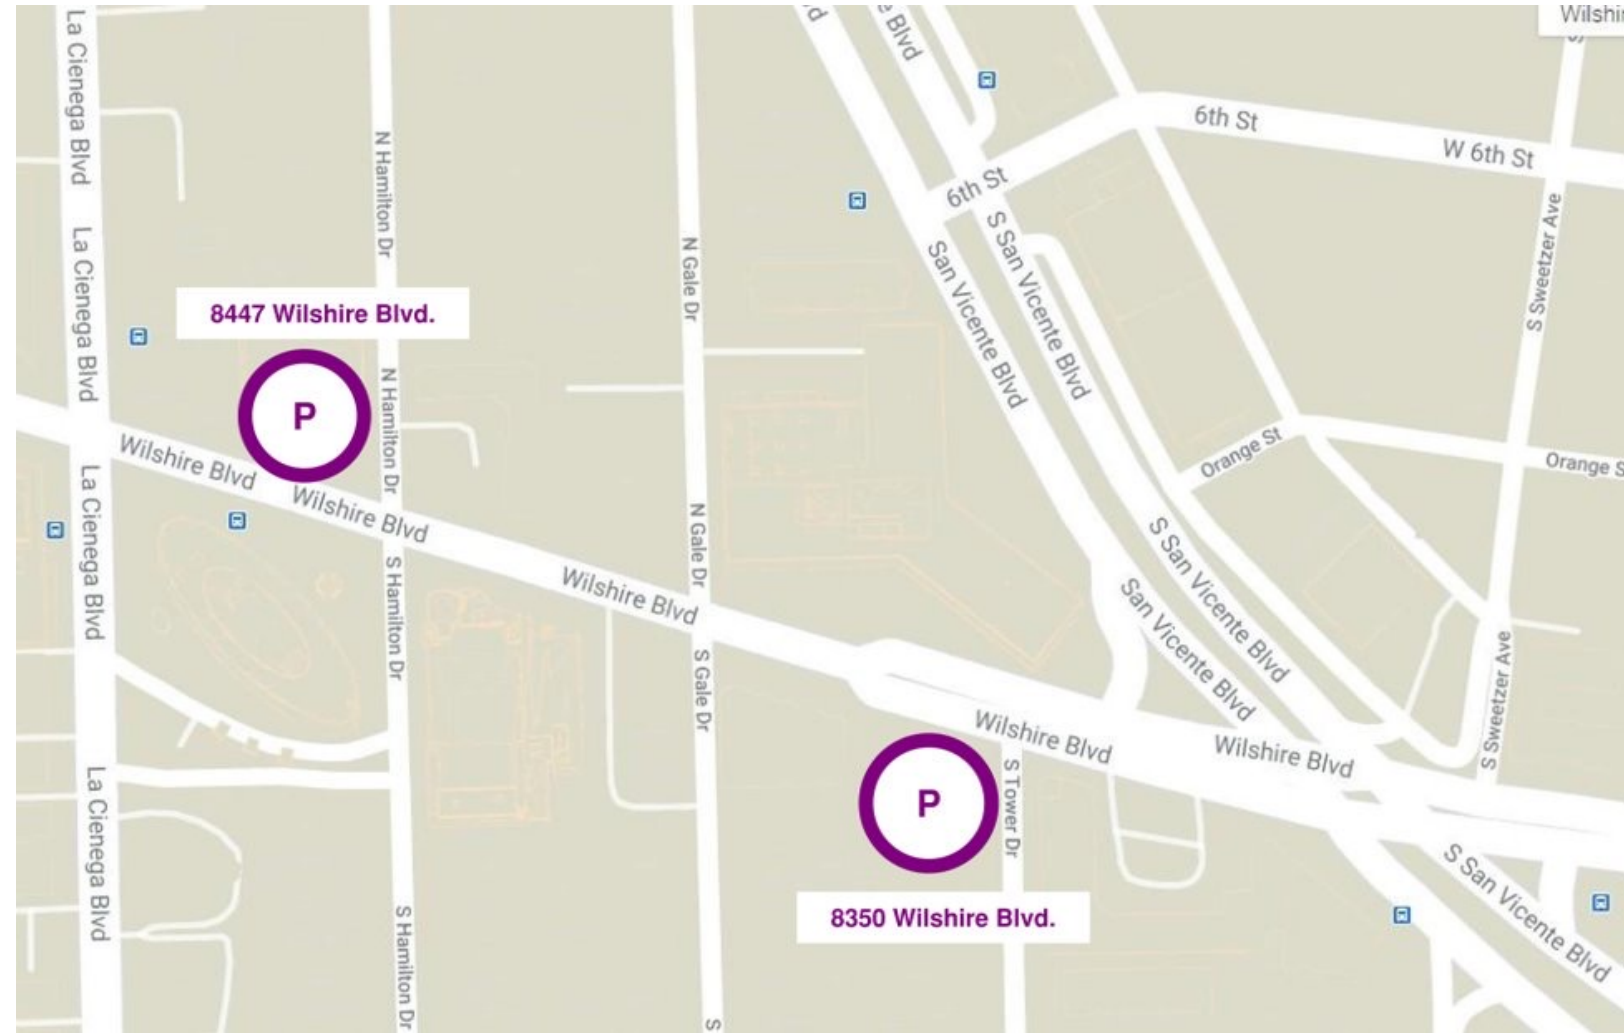 La Cienega Blvd
N Hamilton Dr
e Blvd
Wilshi
6th St
W 6th St
6th St
S Sweetzer Ave
La Cienega Blvd
N Gale Dr
San Vicente Blvd
S San Vicente Blvd
8447 Wilshire Blvd.
P
N Hamilton Dr
Orange St
Orange S
Wilshire Blvd
Wilshire Blvd
La Cienega Blvd
N Gale Dr
S San Vicente Blvd
S Hamilton Dr
Wilshire Blvd
San Vicente Blvd
S Gale Dr
S Sweetzer Ave
Wilshire Blvd
Wilshire Blvd
La Cienega Blvd
P
S Tower Dr
8350 Wilshire Blvd.
S San Vicente Blvd
S Hamilton Dr
S